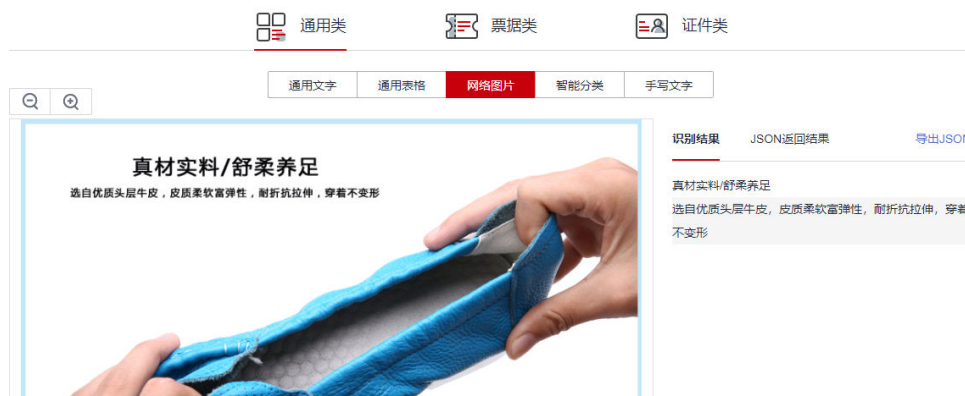 通用类
票据类
证件类
通用文字
通用表格
网络图片
智能分类
手写文字
识别结果
JSON返回结果
导出JSON
真材实料/舒柔养足
选自优质头层牛皮，皮质柔软富弹性，耐折抗拉伸，穿着不变形
真材实料/舒柔养足
选自优质头层牛皮，皮质柔软富弹性，耐折抗拉伸，穿着
不变形